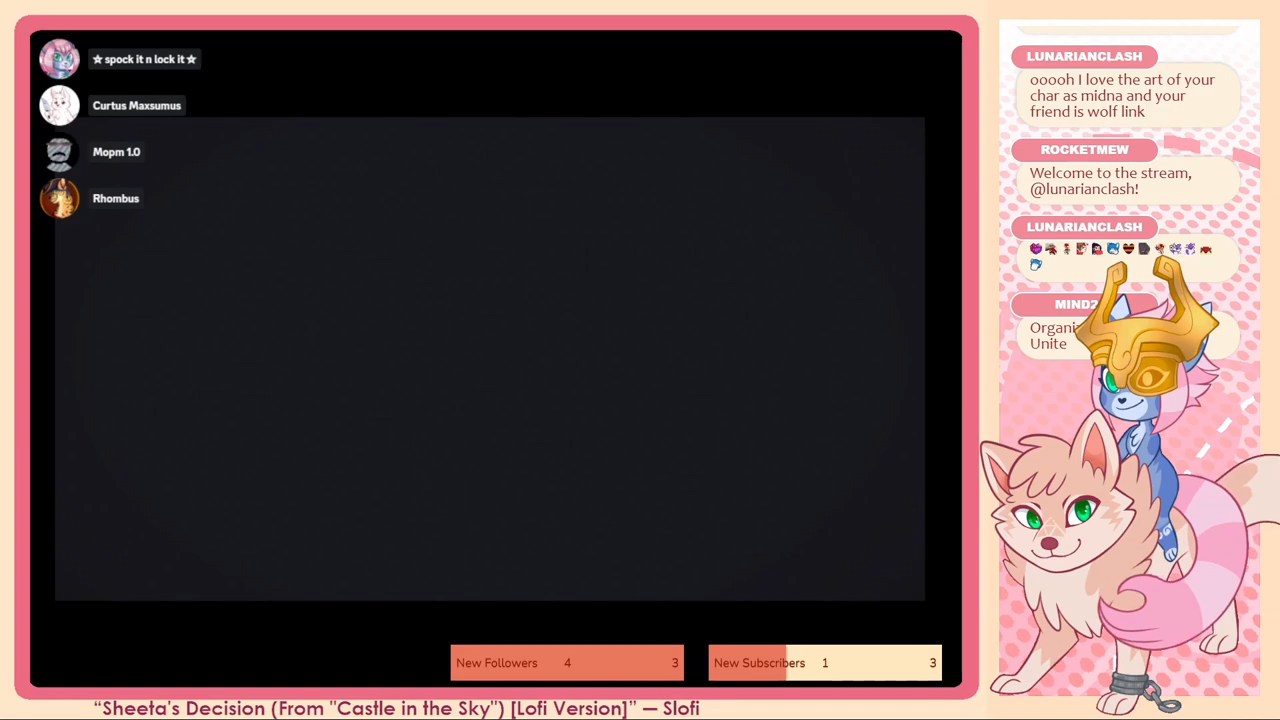 ★ spock it n lock it ★
Curtus Maxsumus
Mopm 1.0
Rhombus
New Followers 4 3
New Subscribers 1 3
“Sheeta's Decision (From "Castle in the Sky") [Lofi Version]” — Slofi
LUNARIANCLASH
ooooh I love the art of your
char as midna and your
friend is wolf link
ROCKETMEW
Welcome to the stream,
@lunarianclash!
LUNARIANCLASH
Unite